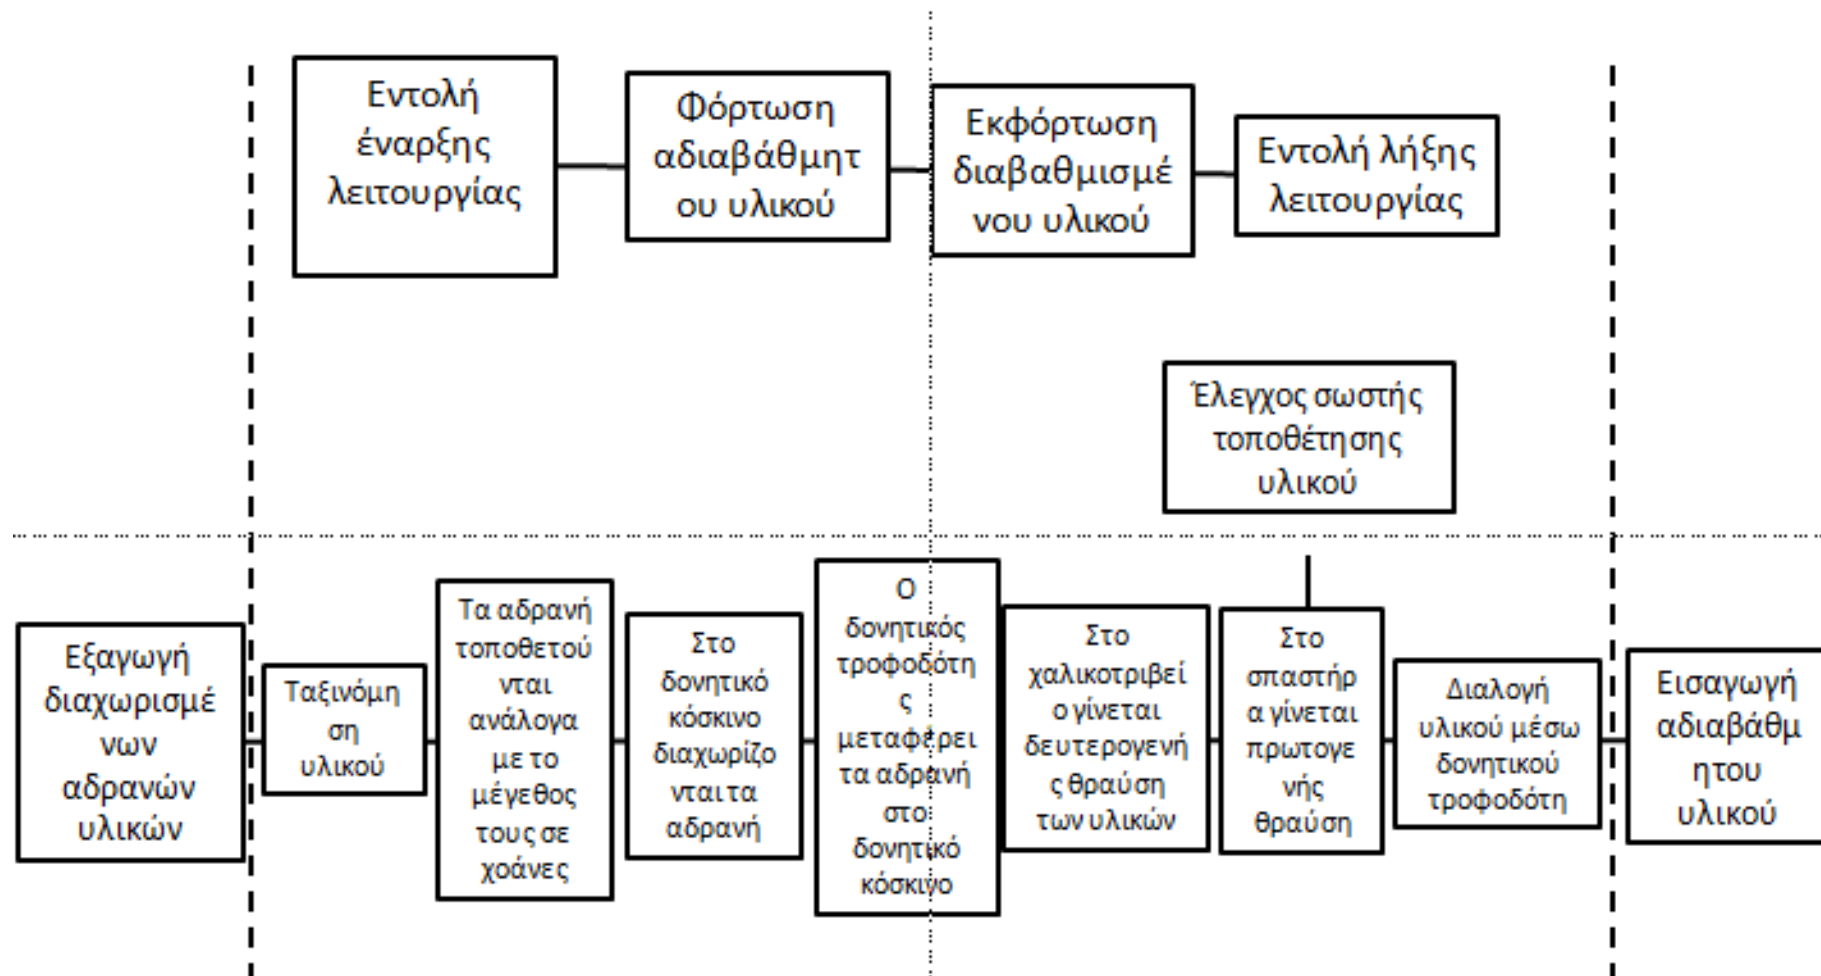 Εντολή
έναρξης
λειτουργίας
Φόρτωση
αδιαβάθμητ
ου υλικού
Εκφόρτωση
διαβαθμισμέ
νου υλικού
Εντολή λήξης
λειτουργίας
Έλεγχος σωστής
τοποθέτησης
υλικού
Εξαγωγή
διαχωρισμέ
νων
αδρανών
υλικών
Ταξινόμη
ση
υλικού
Τα αδρανή
τοποθετού
νται
ανάλογα
με το
μέγεθος
τους σε
χοάνες
Στο
δονητικό
κόσκινο
διαχωρίζο
νται τα
αδρανή
Ο
δονητικός
τροφοδότη
ς
μεταφέρει
τα αδρανή
στο
δονητικό
κόσκινο
Στο
χαλικοτριβεί
ο γίνεται
δευτερογενή
ς θραύση
των υλικών
Στο
σπαστήρ
α γίνεται
πρωτογε
νής
θραύση
Διαλογή
υλικού μέσω
δονητικού
τροφοδότη
Εισαγωγή
αδιαβάθμ
ητου
υλικού